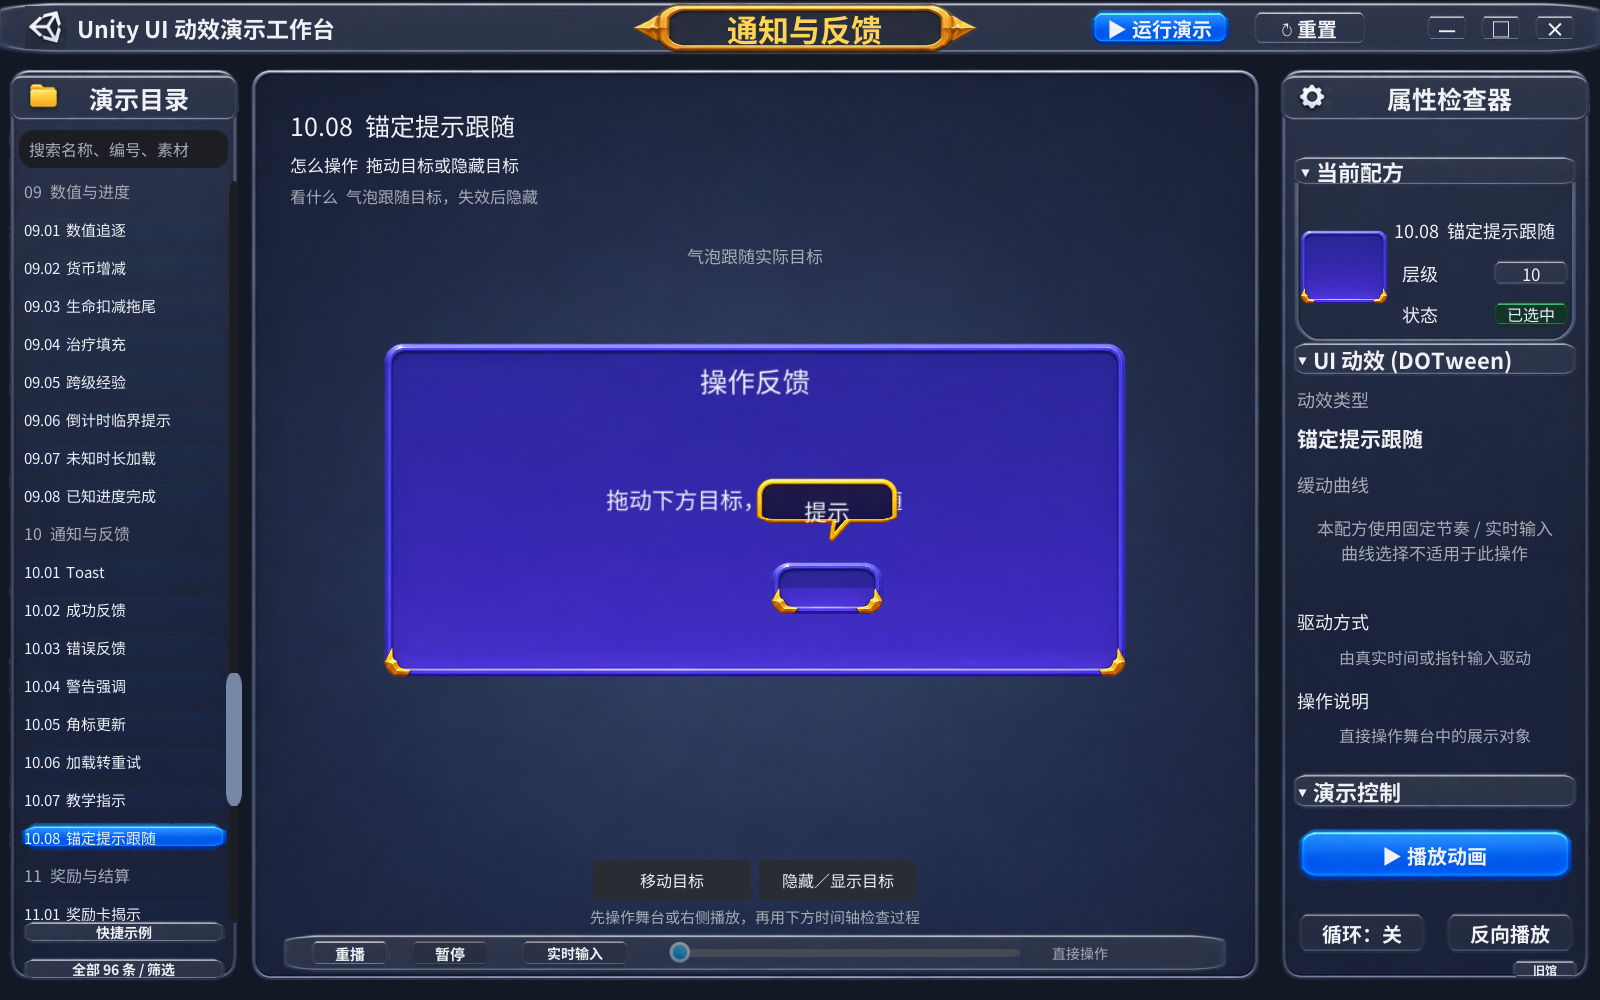 Unity UI 动效演示工作台
通知与反馈
▶ 运行演示
重置
演示目录
搜索名称、编号、素材
09 数值与进度
09.01 数值追逐
09.02 货币增减
09.03 生命扣减拖尾
09.04 治疗填充
09.05 跨级经验
09.06 倒计时临界提示
09.07 未知时长加载
09.08 已知进度完成
10 通知与反馈
10.01 Toast
10.02 成功反馈
10.03 错误反馈
10.04 警告强调
10.05 角标更新
10.06 加载转重试
10.07 教学指示
10.08 锚定提示跟随
11 奖励与结算
11.01 奖励卡揭示
快捷示例
全部 96 条 / 筛选
10.08 锚定提示跟随
怎么操作 拖动目标或隐藏目标
看什么 气泡跟随目标，失效后隐藏
气泡跟随实际目标
操作反馈
拖动下方目标，
提示
移动目标
隐藏／显示目标
先操作舞台或右侧播放，再用下方时间轴检查过程
重播
暂停
实时输入
直接操作
属性检查器
▼ 当前配方
10.08 锚定提示跟随
层级
10
状态
已选中
▼ UI 动效 (DOTween)
动效类型
锚定提示跟随
缓动曲线
本配方使用固定节奏 / 实时输入
曲线选择不适用于此操作
驱动方式
由真实时间或指针输入驱动
操作说明
直接操作舞台中的展示对象
▼ 演示控制
▶ 播放动画
循环：关
反向播放
旧馆